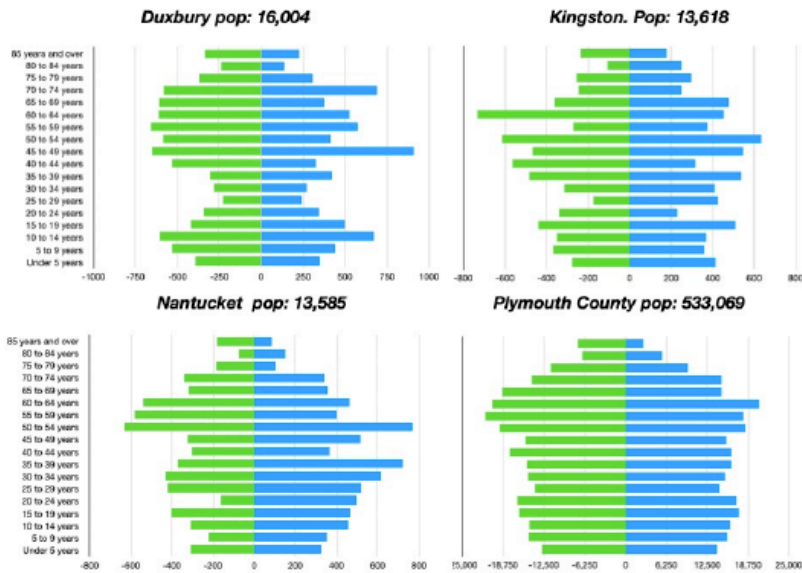 Duxbury pop: 16,004
85 years and over
80 to 84 years
75 to 79 years
70 to 74 years
65 to 69 years
60 to 64 years
55 to 59 years
50 to 54 years
45 to 49 years
40 to 44 years
35 to 39 years
30 to 34 years
25 to 29 years
20 to 24 years
15 to 19 years
10 to 14 years
5 to 9 years
Under 5 years
-1000 -750 -500 -250 0 250 500 750 1000
Kingston. Pop: 13,618
-800 -600 -400 -200 0 200 400 600 800
Nantucket pop: 13,585
85 years and over
80 to 84 years
75 to 79 years
70 to 74 years
65 to 69 years
60 to 64 years
55 to 59 years
50 to 54 years
45 to 49 years
40 to 44 years
35 to 39 years
30 to 34 years
25 to 29 years
20 to 24 years
15 to 19 years
10 to 14 years
5 to 9 years
Under 5 years
-800 -600 -400 -200 0 200 400 600 800
Plymouth County pop: 533,069
25,000 -18,750 -12,500 -6,250 0 6,250 12,500 18,750 25,000